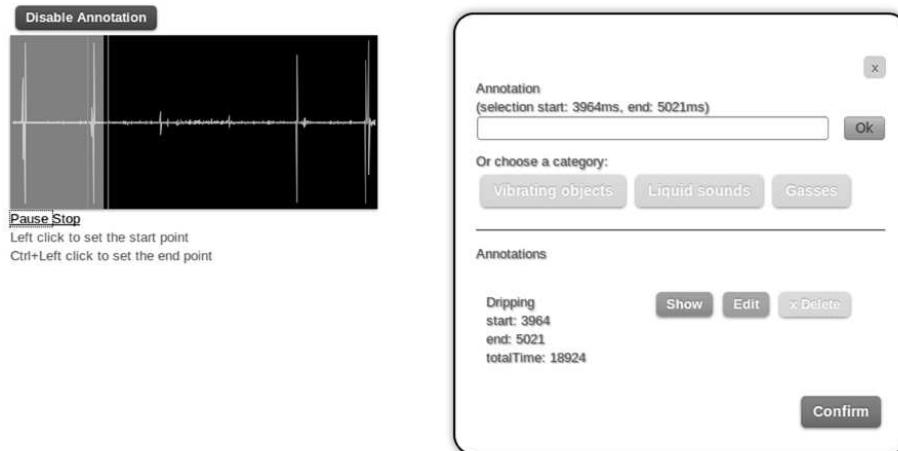 Disable Annotation
Pause Stop
Left click to set the start point
Ctrl+Left click to set the end point
x
Annotation
(selection start: 3964ms, end: 5021ms)
Ok
Or choose a category:
Vibrating objects Liquid sounds Gasses
Annotations
Dripping Show Edit x Delete
start: 3964
end: 5021
totalTime: 18924
Confirm